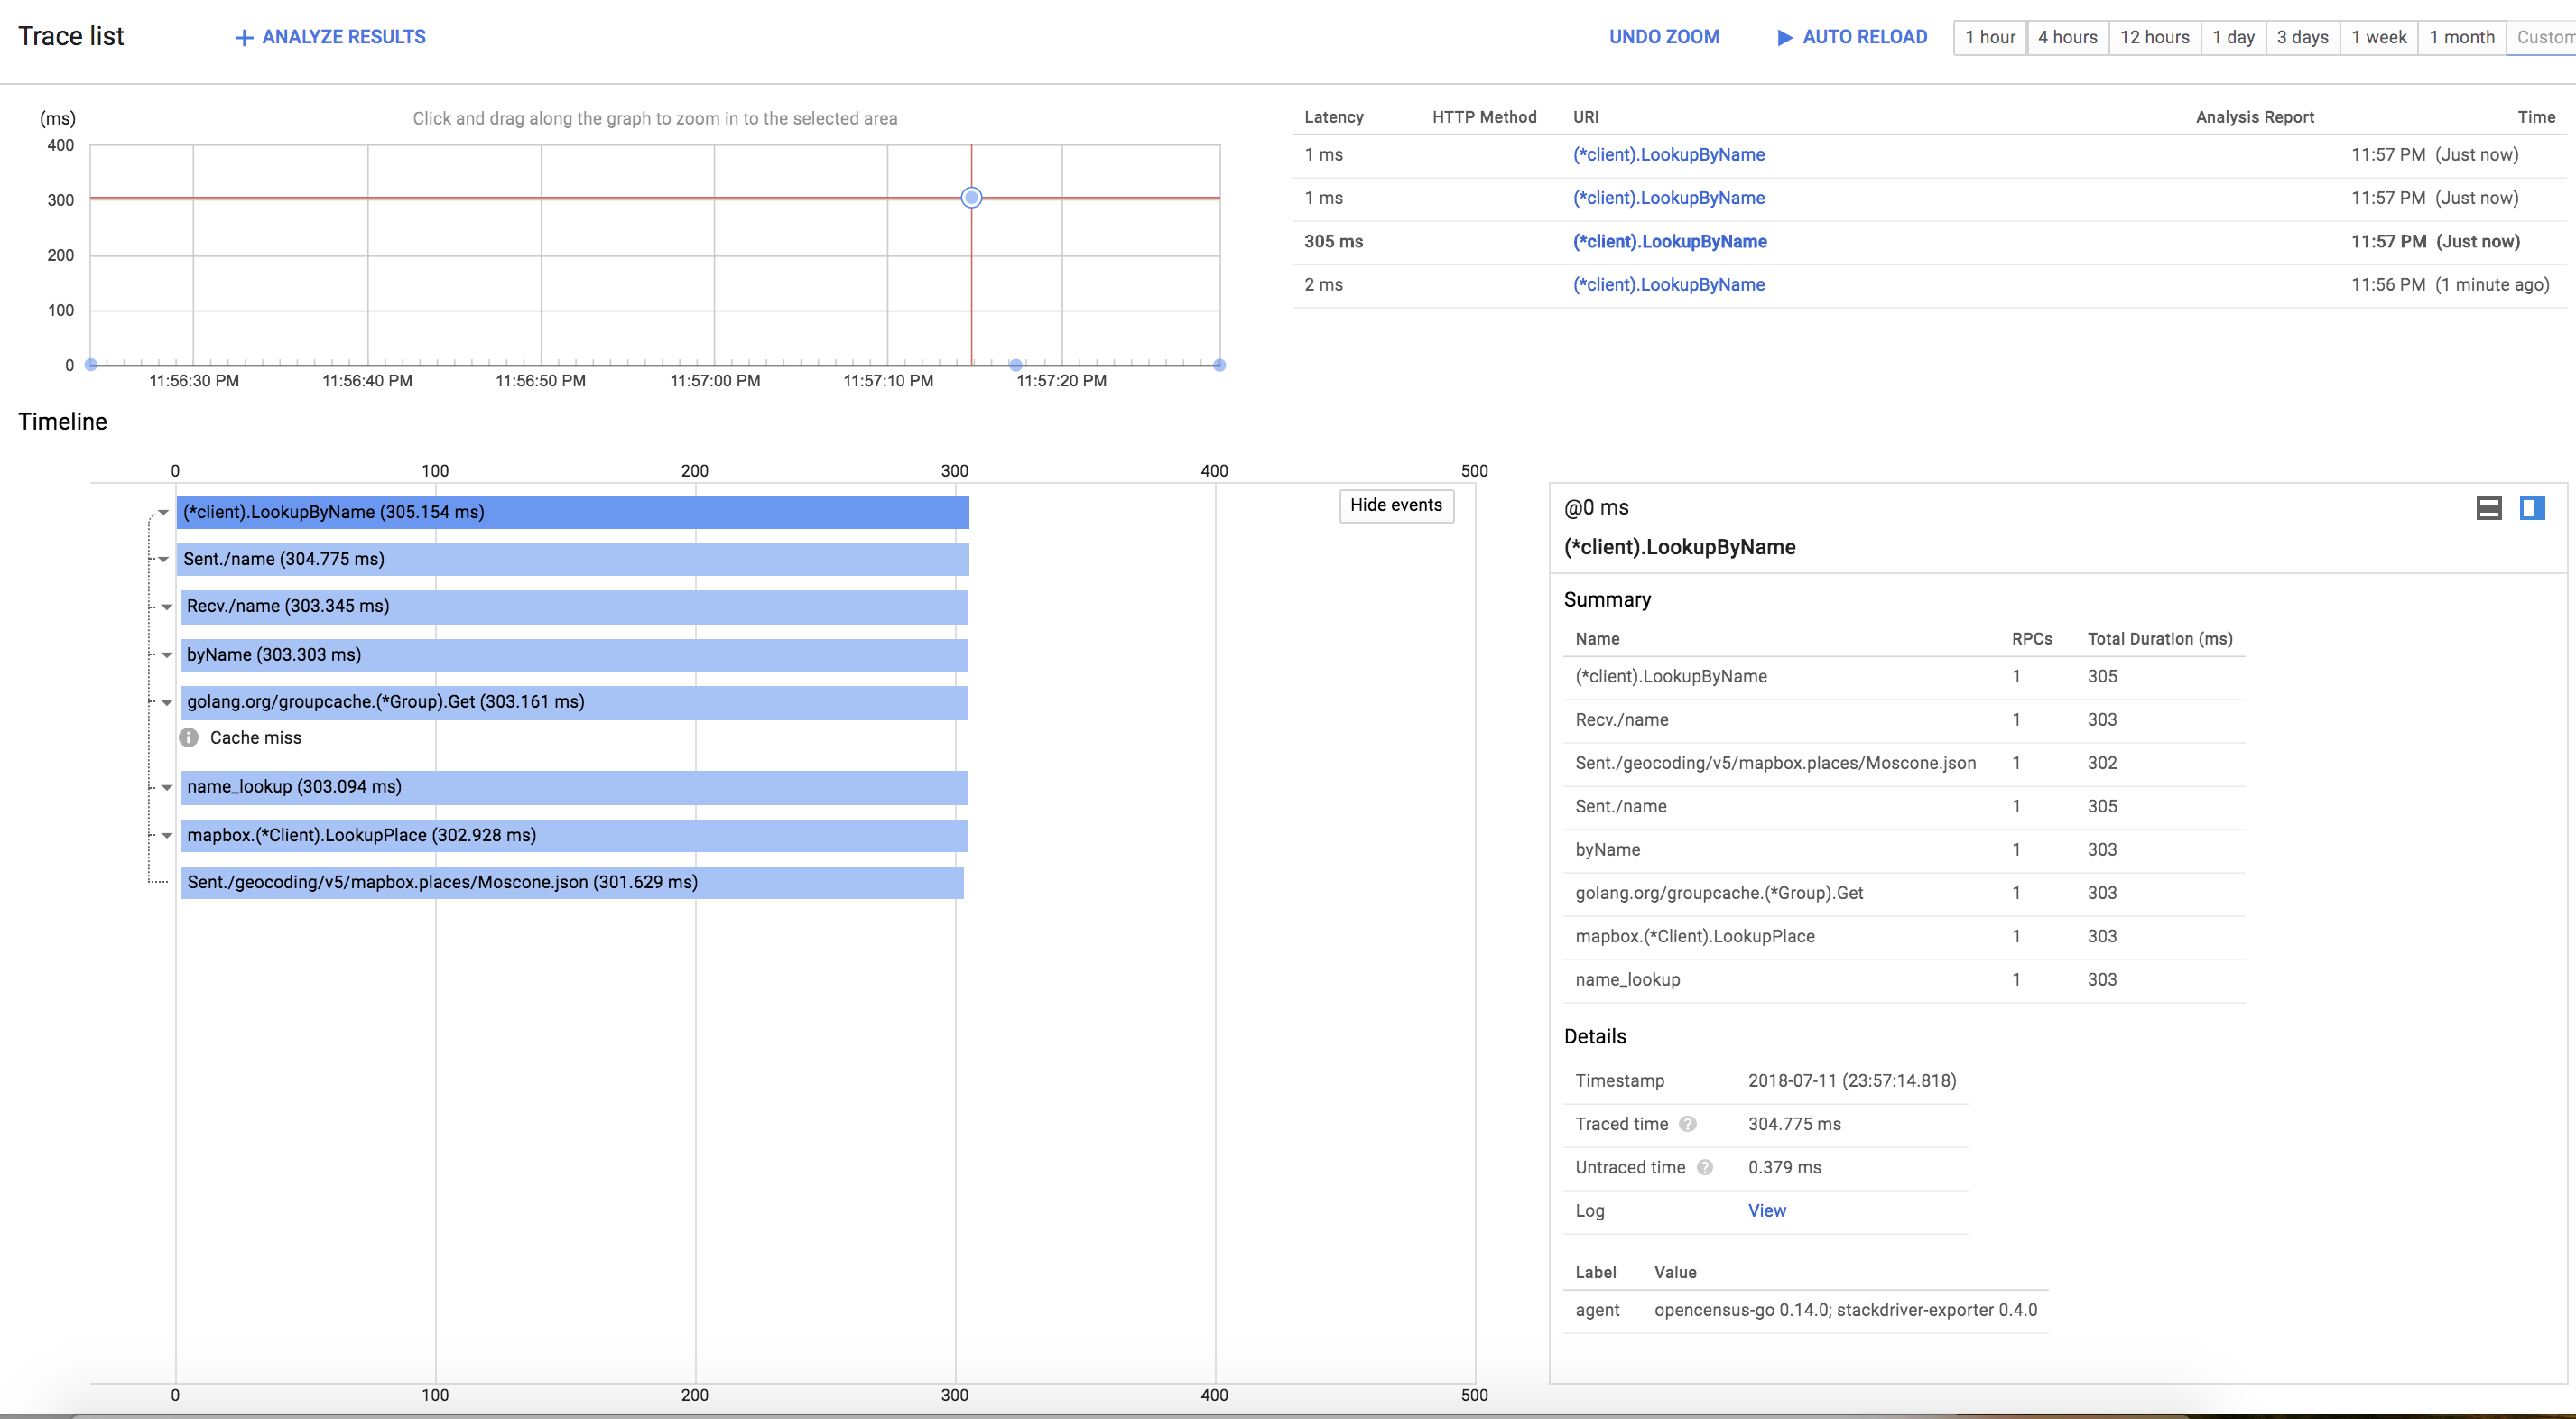 Trace list
ANALYZE RESULTS
UNDO ZOOM
AUTO RELOAD
1 hour
4 hours
12 hours
1 day
3 days
1 week
1 month
Custom
(ms)
Click and drag along the graph to zoom in to the selected area
400
300
200
100
0
11:56:30 PM
11:56:40 PM
11:56:50 PM
11:57:00 PM
11:57:10 PM
11:57:20 PM
Latency HTTP Method URI Analysis Report Time
1 ms (*client).LookupByName 11:57 PM (Just now)
1 ms (*client).LookupByName 11:57 PM (Just now)
305 ms (*client).LookupByName 11:57 PM (Just now)
2 ms (*client).LookupByName 11:56 PM (1 minute ago)
Timeline
0 100 200 300 400 500
Hide events
(*client).LookupByName (305.154 ms)
Sent./name (304.775 ms)
Recv./name (303.345 ms)
byName (303.303 ms)
golang.org/groupcache.(*Group).Get (303.161 ms)
Cache miss
name_lookup (303.094 ms)
mapbox.(*Client).LookupPlace (302.928 ms)
Sent./geocoding/v5/mapbox.places/Moscone.json (301.629 ms)
0 100 200 300 400 500
@0 ms
(*client).LookupByName
Summary
Name RPCs Total Duration (ms)
(*client).LookupByName 1 305
Recv./name 1 303
Sent./geocoding/v5/mapbox.places/Moscone.json 1 302
Sent./name 1 305
byName 1 303
golang.org/groupcache.(*Group).Get 1 303
mapbox.(*Client).LookupPlace 1 303
name_lookup 1 303
Details
Timestamp 2018-07-11 (23:57:14.818)
Traced time ? 304.775 ms
Untraced time ? 0.379 ms
Log View
Label Value
agent opencensus-go 0.14.0; stackdriver-exporter 0.4.0